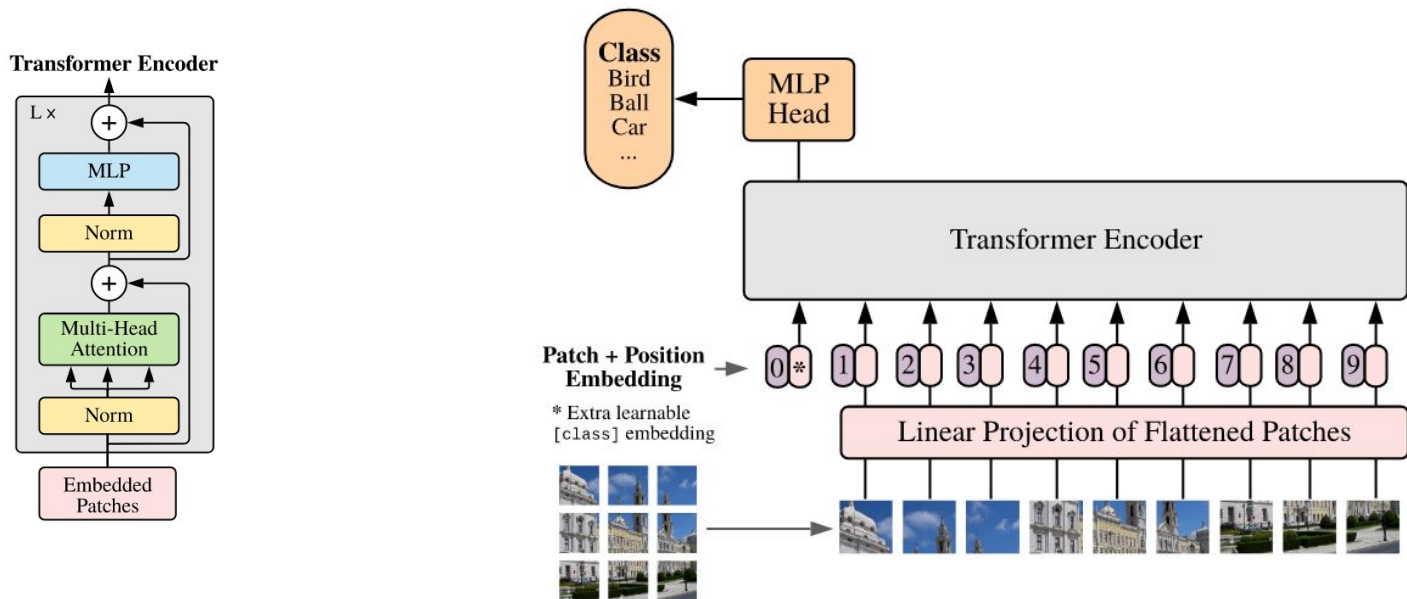 Transformer Encoder
L ×
+
MLP
Norm
+
Multi-Head
Attention
Norm
Embedded
Patches
Class
Bird
Ball
Car
...
MLP
Head
Transformer Encoder
Patch + Position
Embedding
0 * 1 2 3 4 5 6 7 8 9
* Extra learnable
[class] embedding
Linear Projection of Flattened Patches